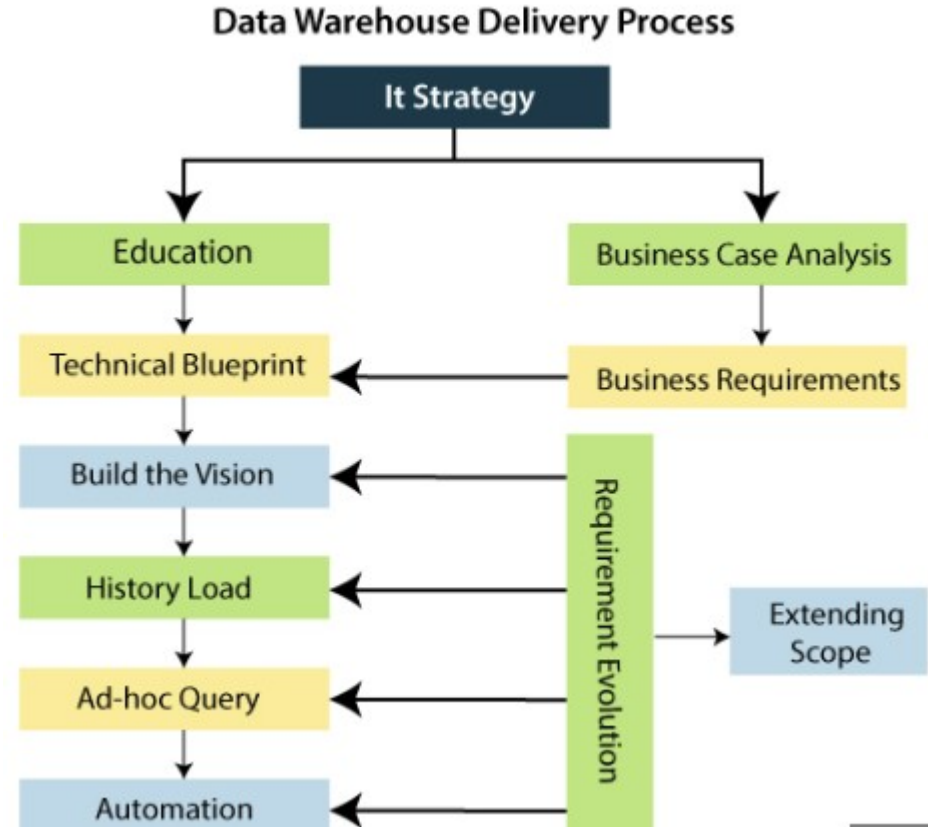 Data Warehouse Delivery Process
It Strategy
Education
Business Case Analysis
Technical Blueprint
Business Requirements
Build the Vision
Requirement Evolution
History Load
Extending
Scope
Ad-hoc Query
Automation